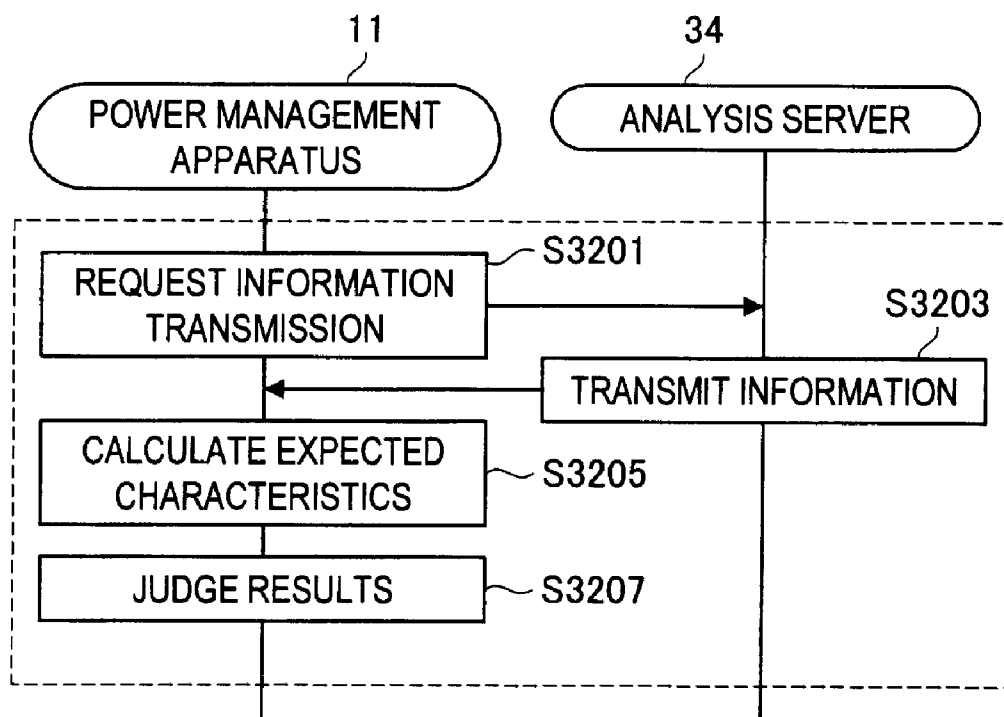 11
34
POWER MANAGEMENT
APPARATUS
ANALYSIS SERVER
S3201
REQUEST INFORMATION
TRANSMISSION
S3203
TRANSMIT INFORMATION
CALCULATE EXPECTED
CHARACTERISTICS
S3205
JUDGE RESULTS
S3207